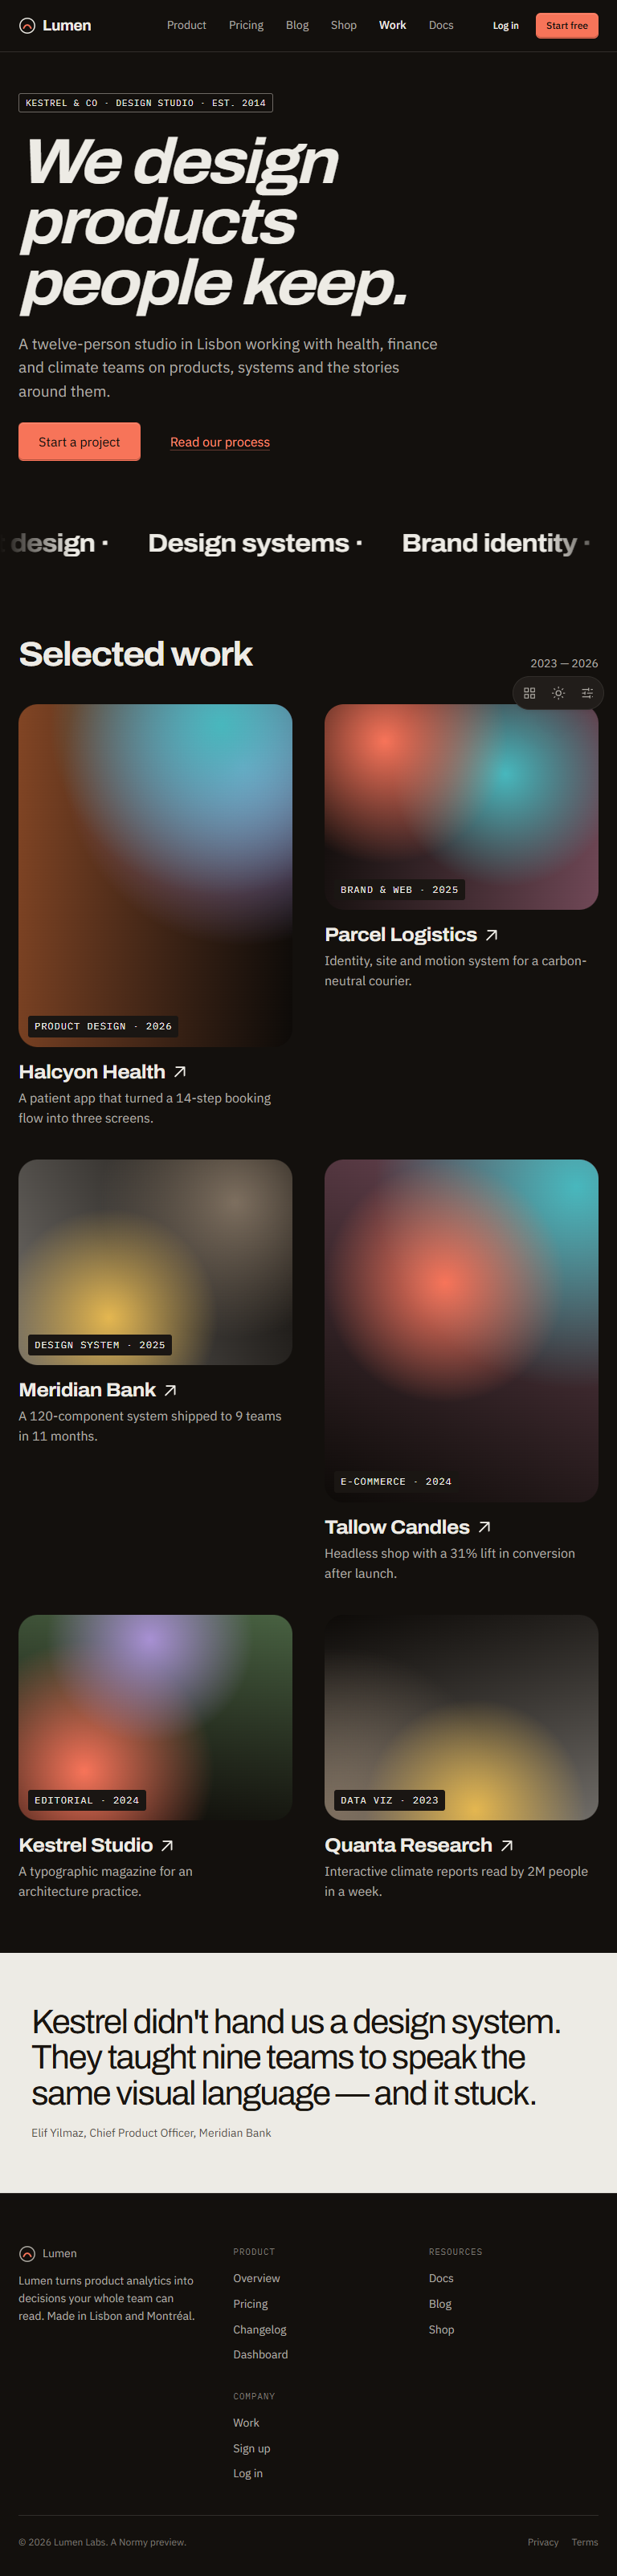 Lumen
Product Pricing Blog Shop Work Docs Log in Start free
KESTREL & CO · DESIGN STUDIO · EST. 2014
We design
products
people keep.
A twelve-person studio in Lisbon working with health, finance
and climate teams on products, systems and the stories
around them.
Start a project
Read our process
design ·
Design systems ·
Brand identity ·
Selected work
2023 — 2026
PRODUCT DESIGN · 2026
Halcyon Health
A patient app that turned a 14-step booking
flow into three screens.
BRAND & WEB · 2025
Parcel Logistics
Identity, site and motion system for a carbon-
neutral courier.
DESIGN SYSTEM · 2025
Meridian Bank
A 120-component system shipped to 9 teams
in 11 months.
E-COMMERCE · 2024
Tallow Candles
Headless shop with a 31% lift in conversion
after launch.
EDITORIAL · 2024
Kestrel Studio
A typographic magazine for an
architecture practice.
DATA VIZ · 2023
Quanta Research
Interactive climate reports read by 2M people
in a week.
Kestrel didn't hand us a design system.
They taught nine teams to speak the
same visual language — and it stuck.
Elif Yilmaz, Chief Product Officer, Meridian Bank
Lumen
Lumen turns product analytics into
decisions your whole team can
read. Made in Lisbon and Montréal.
PRODUCT
Overview
Pricing
Changelog
Dashboard
RESOURCES
Docs
Blog
Shop
COMPANY
Work
Sign up
Log in
© 2026 Lumen Labs. A Normy preview.
Privacy
Terms